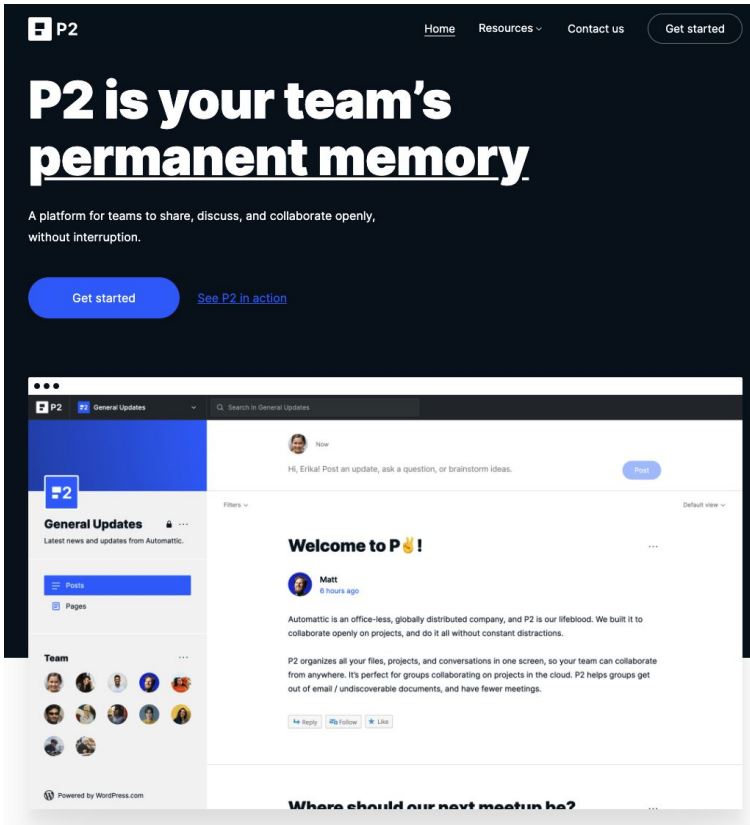 P2
Home
Resources
Contact us
Get started
P2 is your team's
permanent memory
A platform for teams to share, discuss, and collaborate openly,
without interruption.
Get started
See P2 in action
P2
General Updates
Search in General Updates
Now
Hi, Erika! Post an update, ask a question, or brainstorm ideas.
Post
2
General Updates
Latest news and updates from Automattic.
Posts
Pages
Team
Powered by WordPress.com
Filters
Default view
Welcome to P✌️!
Matt
6 hours ago
Automattic is an office-less, globally distributed company, and P2 is our lifeblood. We built it to
collaborate openly on projects, and do it all without constant distractions.
P2 organizes all your files, projects, and conversations in one screen, so your team can collaborate
from anywhere. It's perfect for groups collaborating on projects in the cloud. P2 helps groups get
out of email / undiscoverable documents, and have fewer meetings.
Reply
Follow
Like
Where should our next meetup be?